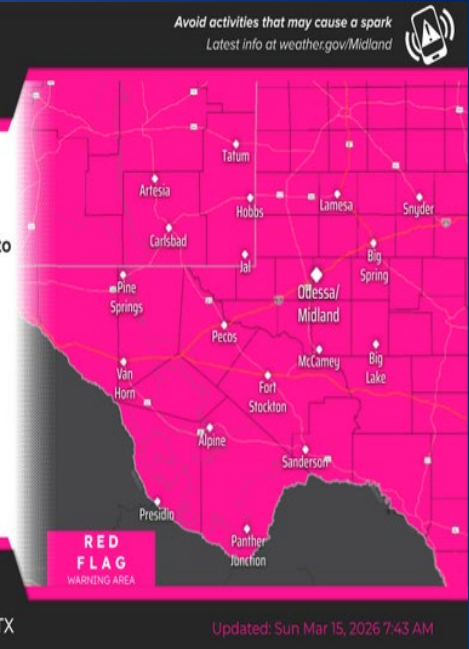 Avoid activities that may cause a spark
Latest info at weather.gov/Midland
Tatum
Artesia
Hobbs
Lamesa
Snyder
to
Carlsbad
Jal
Big
Spring
Pine
Springs
Odessa/
Midland
Pecos
McCamey
Big
Lake
Van
Horn
Fort
Stockton
Alpine
Sanderson
Presidio
Panther
Junction
RED
FLAG
WARNING AREA
TX
Updated: Sun Mar 15, 2026 7:43 AM